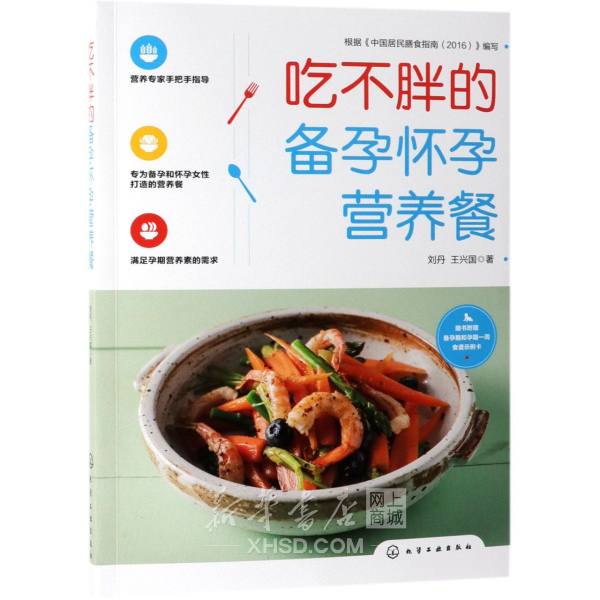 根据《中国居民膳食指南（2016）》编写
吃不胖的
备孕怀孕
营养餐
刘丹 王兴国◎著
营养专家手把手指导
专为备孕和怀孕女性
打造的营养餐
满足孕期营养素的需求
随书附赠
备孕期和孕期一周
食谱示例卡
吃不胖的
新华书店
网上
商城
XHSD.COM
化学工业出版社